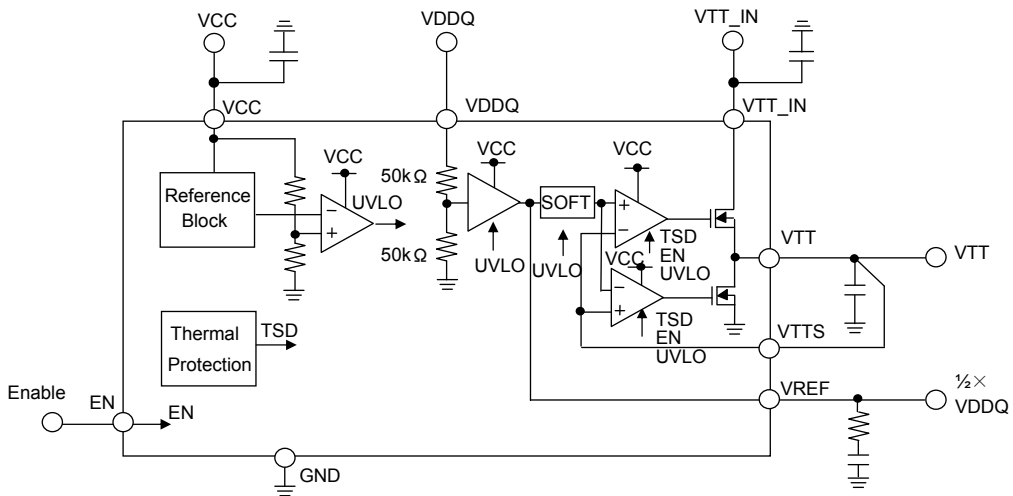 VCC
VDDQ
VTT_IN
VCC
VDDQ
VTT_IN
Reference
Block
VCC
UVLO
−
+
50kΩ
50kΩ
VCC
UVLO
SOFT
UVLO
VCC
+
−
TSD
EN
UVLO
VCC
−
+
TSD
EN
UVLO
VTT
VTT
Thermal
Protection
TSD
VTTS
Enable
EN
EN
VREF
½×
VDDQ
GND